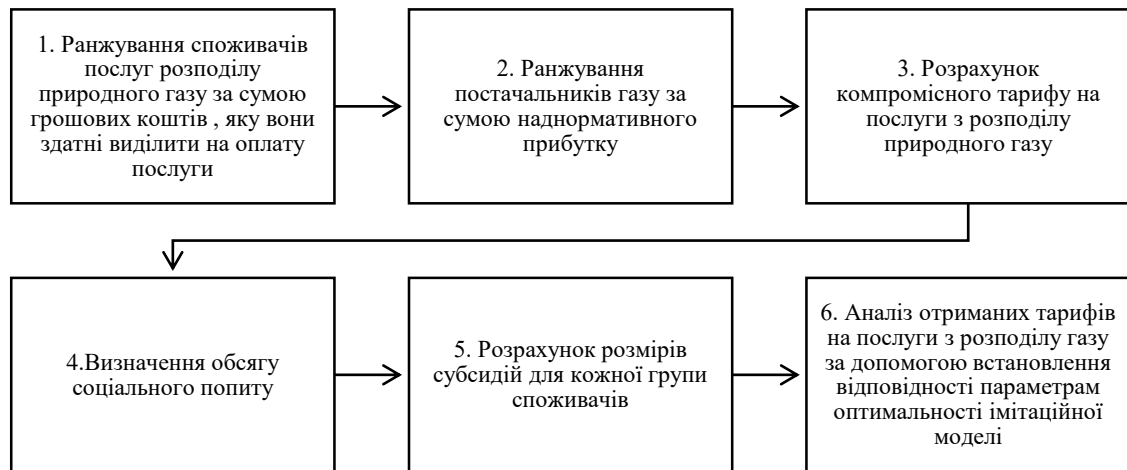 1. Ранжування споживачів
послуг розподілу
природного газу за сумою
грошових коштів , яку вони
здатні виділити на оплату
послуги
2. Ранжування
постачальників газу за
сумою наднормативного
прибутку
3. Розрахунок
компромісного тарифу на
послуги з розподілу
природного газу
4.Визначення обсягу
соціального попиту
5. Розрахунок розмірів
субсидій для кожної групи
споживачів
6. Аналіз отриманих тарифів
на послуги з розподілу газу
за допомогою встановлення
відповідності параметрам
оптимальності імітаційної
моделі